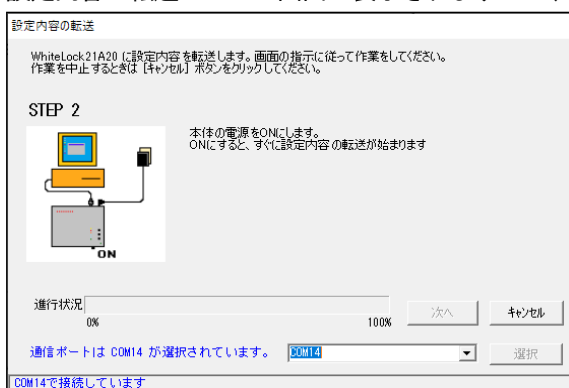 設定内容の転送
WhiteLock21A20 に設定内容を転送します。画面の指示に従って作業をしてください。
作業を中止するときは [キャンセル] ボタンをクリックしてください。
STEP 2
本体の電源をONにします。
ONにすると、すぐに設定内容の転送が始まります
ON
進行状況
0%
100%
次へ
キャンセル
通信ポートは COM14 が選択されています。
COM14
選択
COM14で接続しています